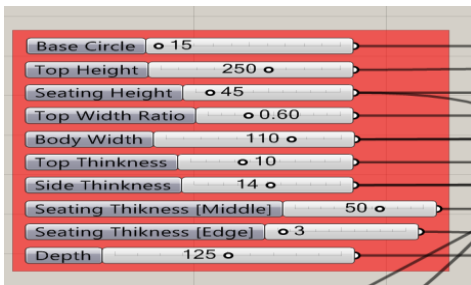 Base Circle 15
Top Height 250
Seating Height 45
Top Width Ratio 0.60
Body Width 110
Top Thinkness 10
Side Thinkness 14
Seating Thikness [Middle] 50
Seating Thikness [Edge] 3
Depth 125